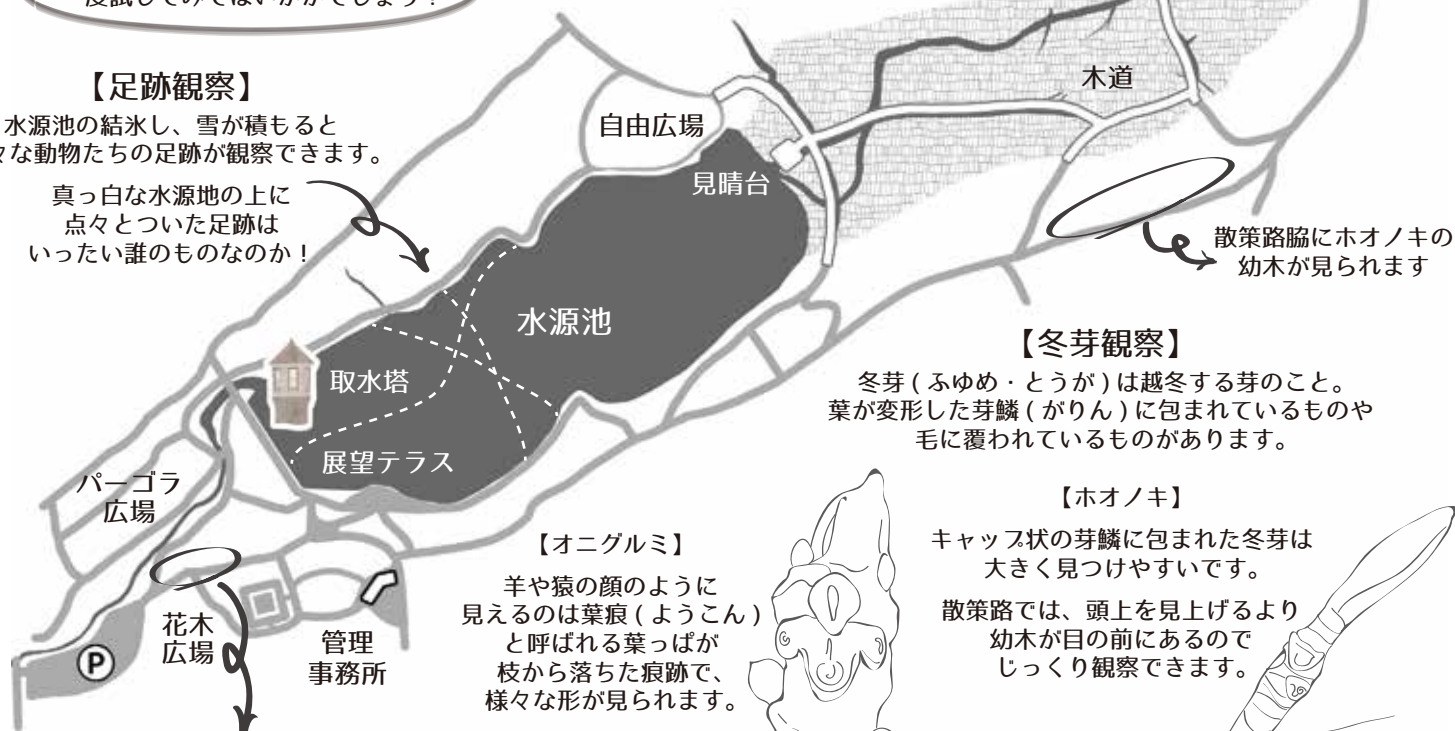 【足跡観察】
水源池の結氷し、雪が積もると
な動物たちの足跡が観察できます。
真っ白な水源地の上に
点々とついた足跡は
いったい誰のものなのか！
自由広場
見晴台
木道
散策路脇にホオノキの
幼木が見られます
水源池
取水塔
展望テラス
パーゴラ
広場
花木
広場
管理
事務所
P
【冬芽観察】
冬芽 ( ふゆめ・とうが ) は越冬する芽のこと。
葉が変形した芽鱗 ( がりん ) に包まれているものや
毛に覆われているものがあります。
【オニグルミ】
羊や猿の顔のように
見えるのは葉痕 ( ようこん )
と呼ばれる葉っぱが
枝から落ちた痕跡で、
様々な形が見られます。
【ホオノキ】
キャップ状の芽鱗に包まれた冬芽は
大きく見つけやすいです。
散策路では、頭上を見上げるより
幼木が目の前にあるので
じっくり観察できます。